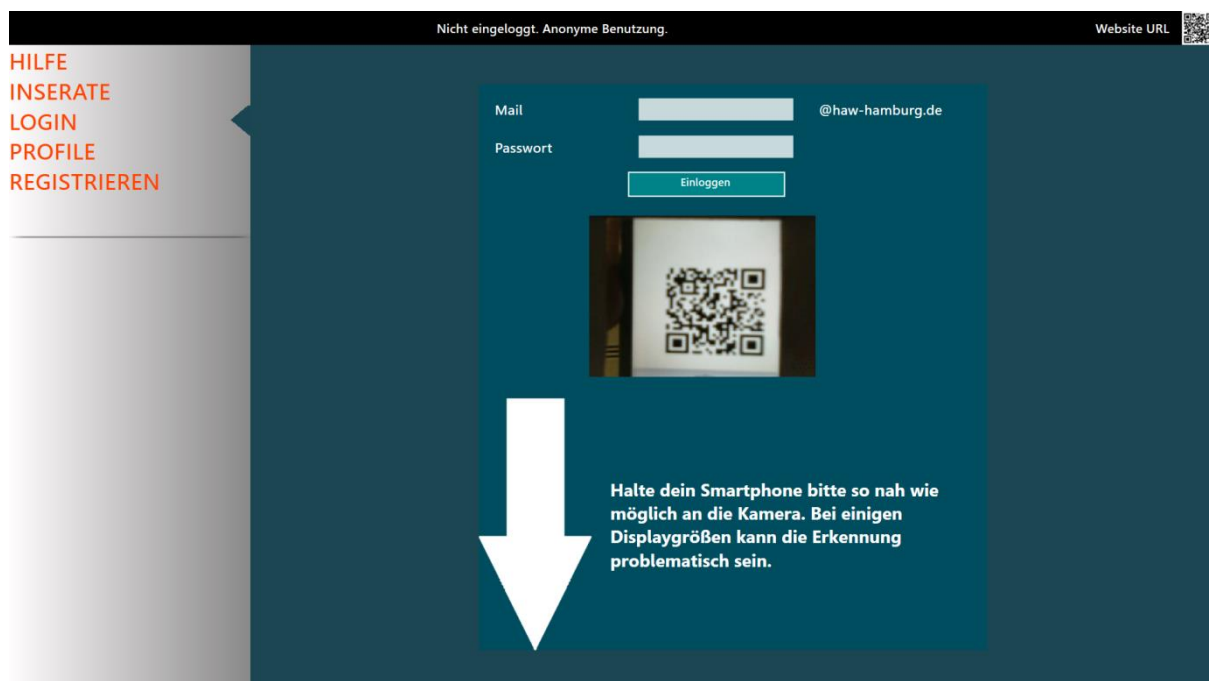 Nicht eingeloggt. Anonyme Benutzung.
Website URL
HILFE
INSERATE
LOGIN
PROFILE
REGISTRIEREN
Mail @haw-hamburg.de
Passwort
Einloggen
Halte dein Smartphone bitte so nah wie
möglich an die Kamera. Bei einigen
Displaygrößen kann die Erkennung
problematisch sein.